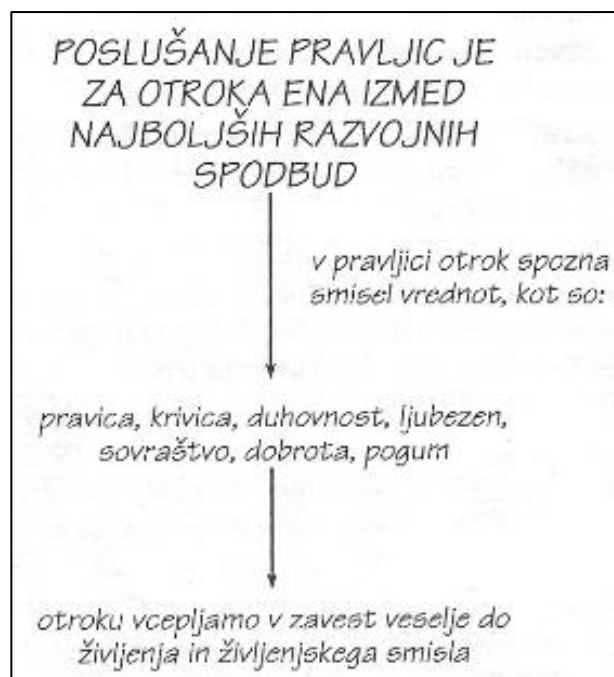 POSLUŠANJE PRAVLJIC JE
ZA OTROKA ENA IZMED
NAJBOLJŠIH RAZVOJNIH
SPODBUD
v pravljici otrok spozna
smisel vrednot, kot so:
pravica, krivica, duhovnost, ljubezen,
sovraštvo, dobrota, pogum
otroku vcepljamo v zavest veselje do
življenja in življenjskega smisla